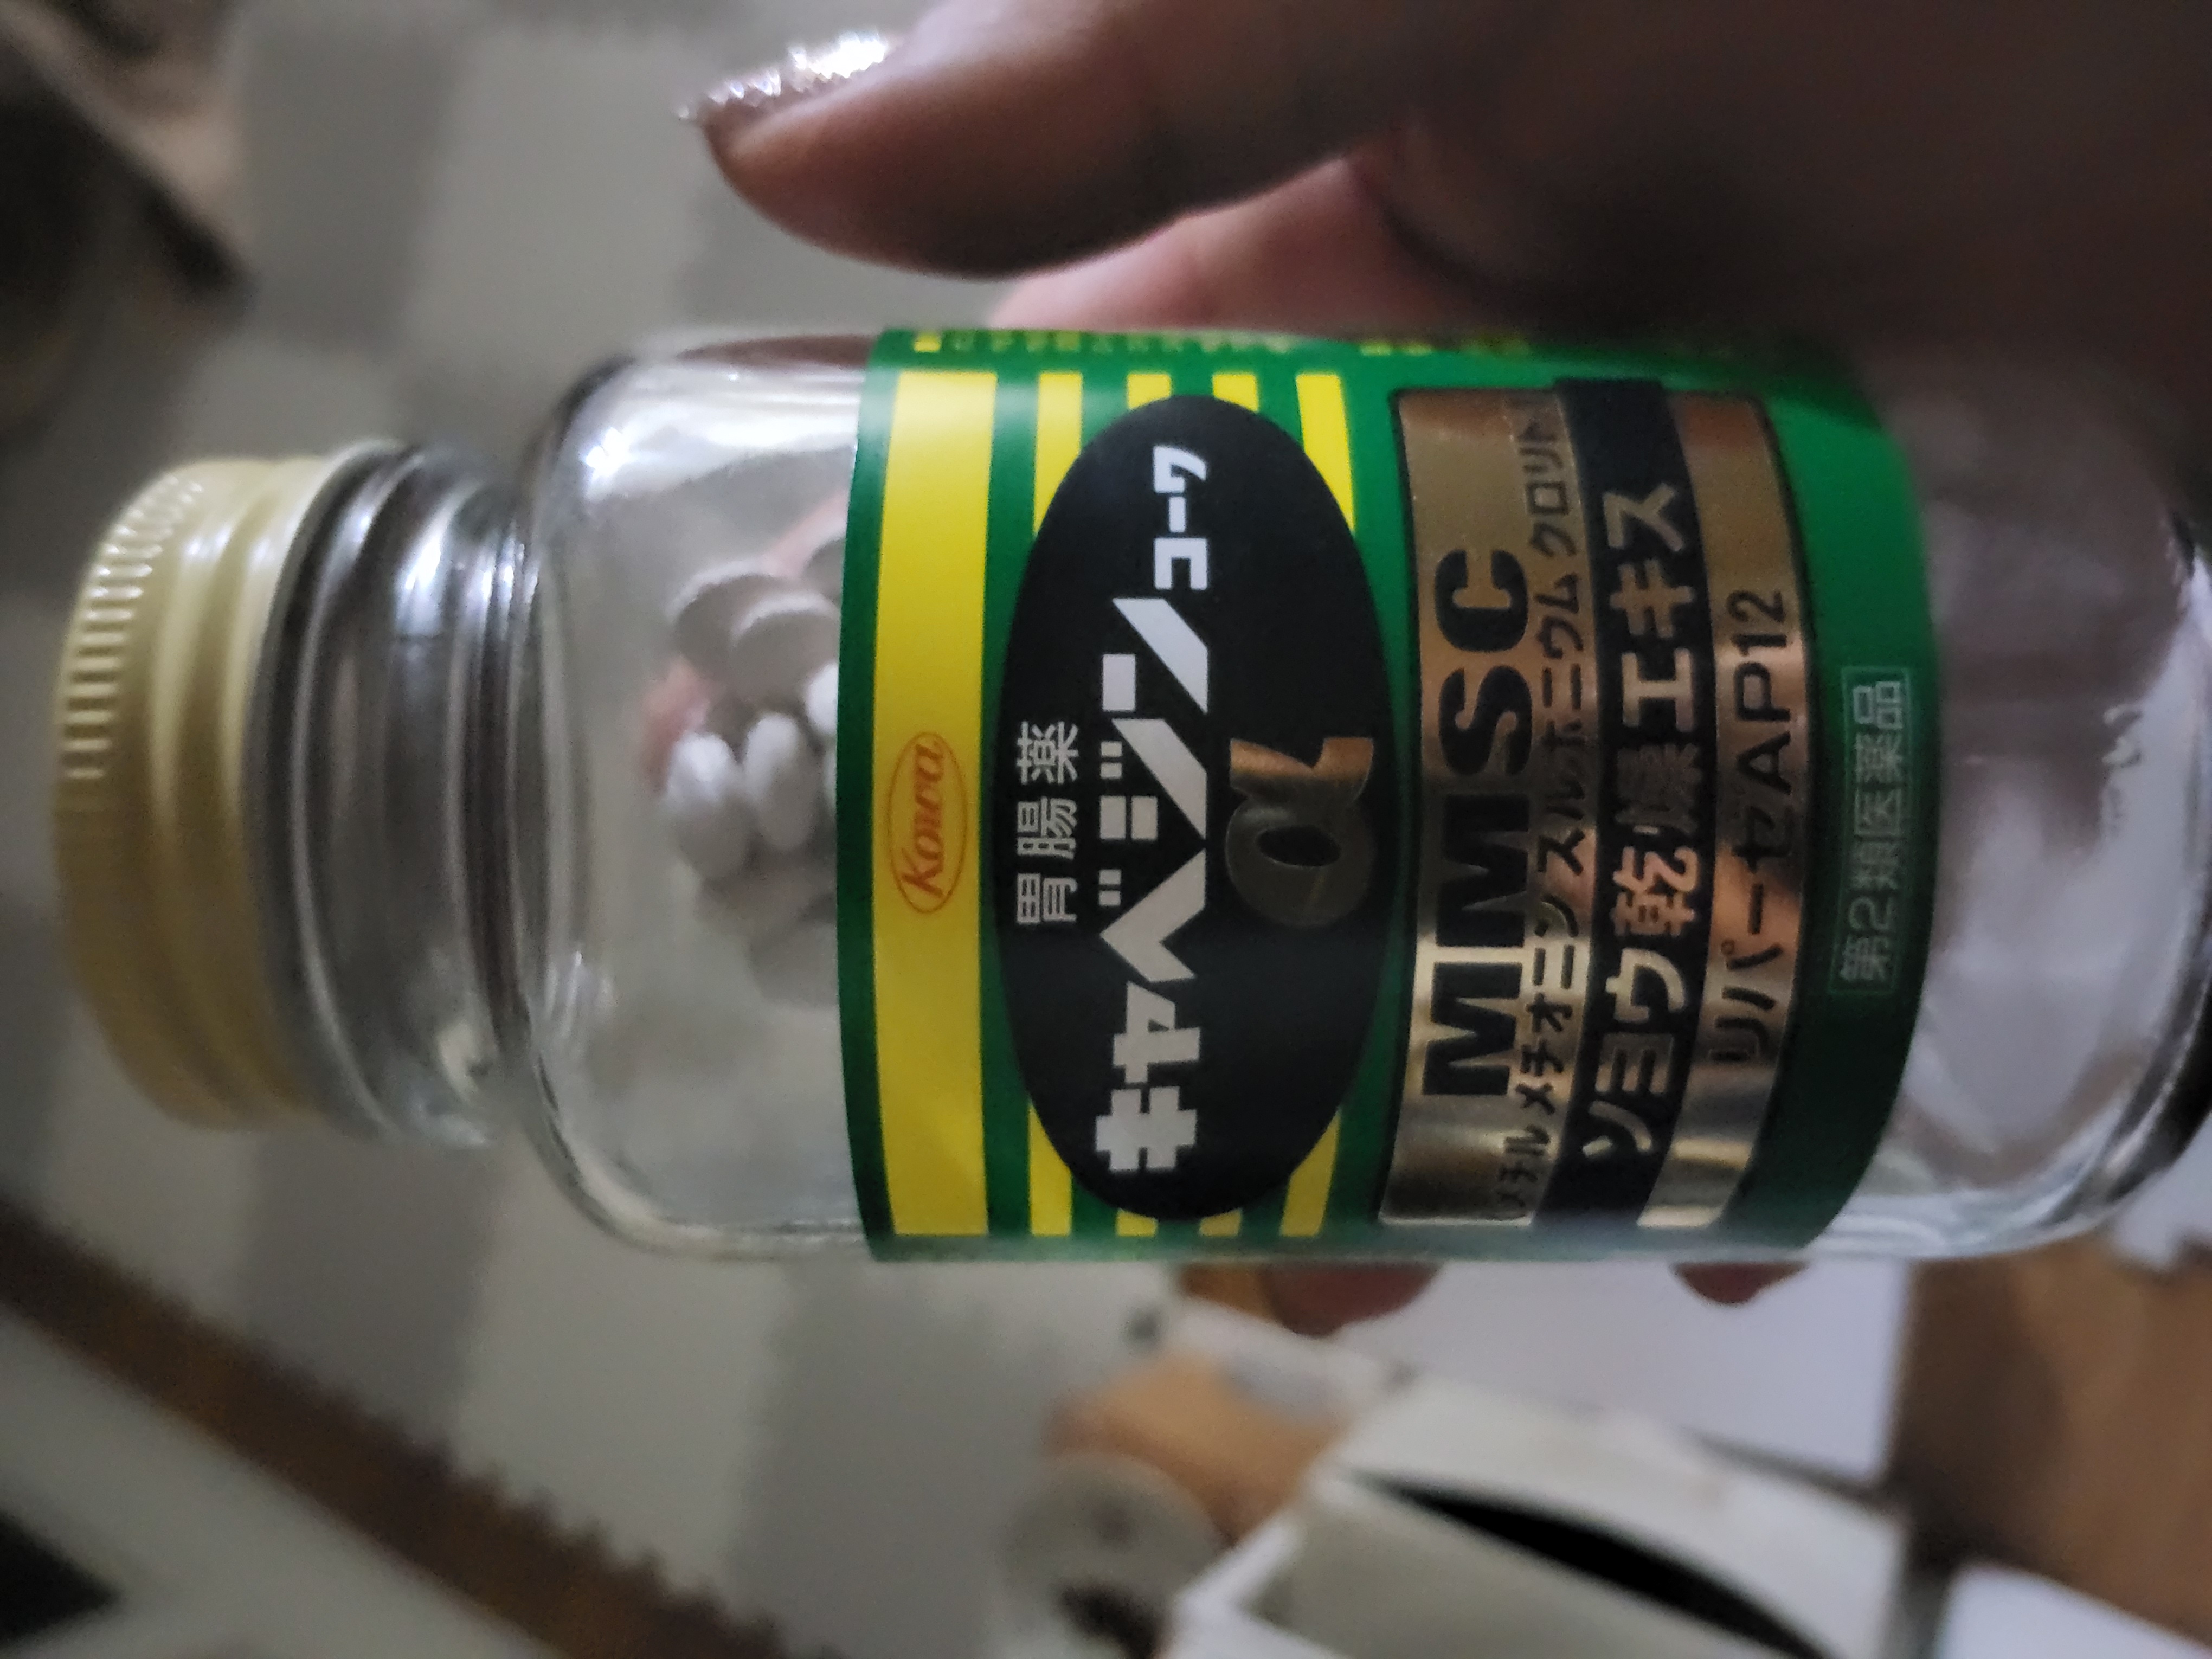 Kowa
胃腸薬
キャベジンコーワ
α
MMSC
メチルメチオニンスルホニウムクロリド
ソヨウ乾燥エキス
リパーゼAP12
第2類医薬品